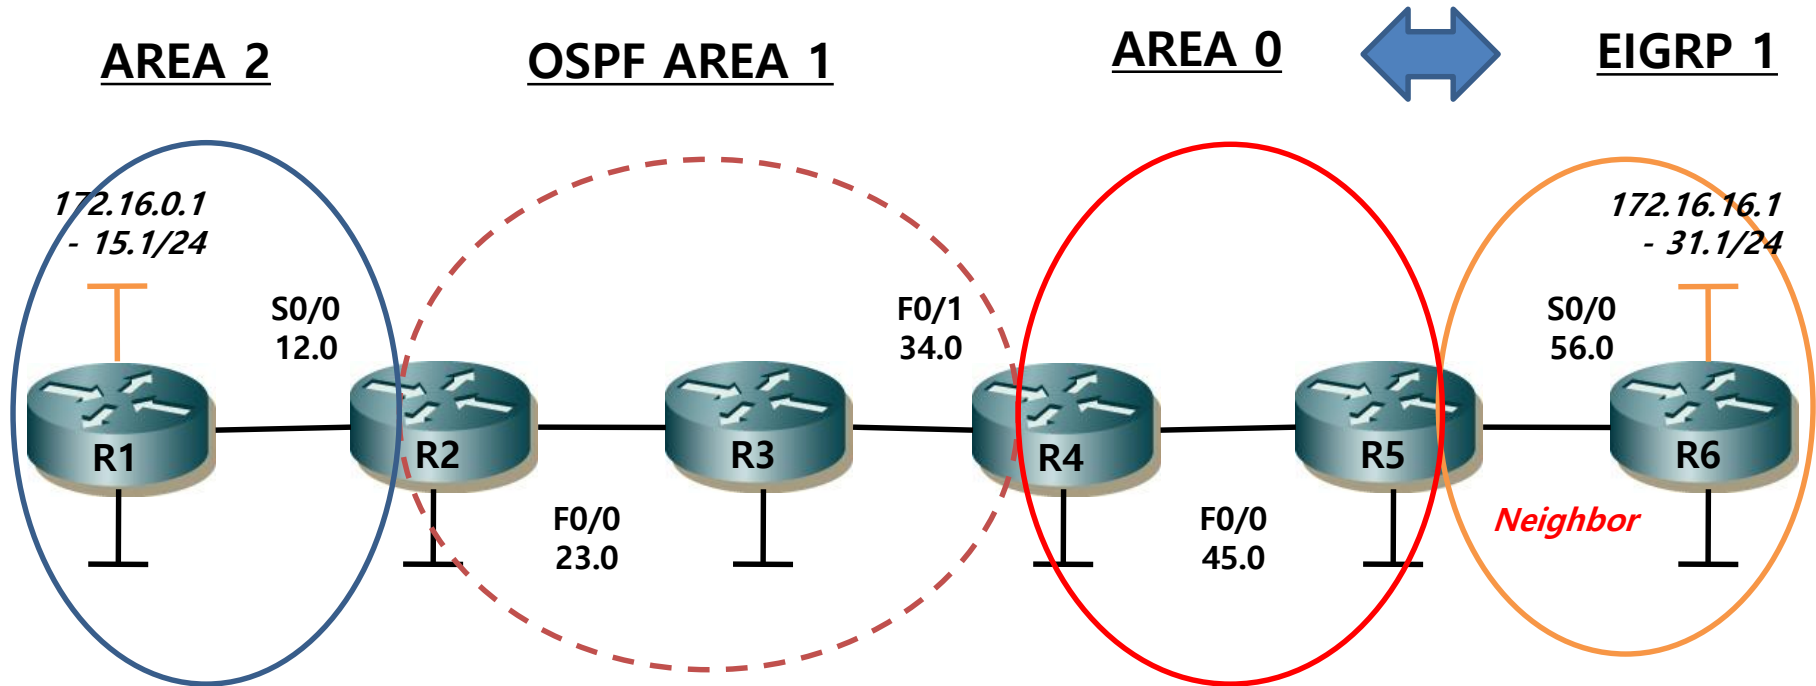 AREA 2
OSPF AREA 1
AREA 0
EIGRP 1
172.16.0.1
- 15.1/24
S0/0
12.0
F0/1
34.0
S0/0
56.0
172.16.16.1
- 31.1/24
R1
R2
R3
R4
R5
R6
F0/0
23.0
F0/0
45.0
Neighbor